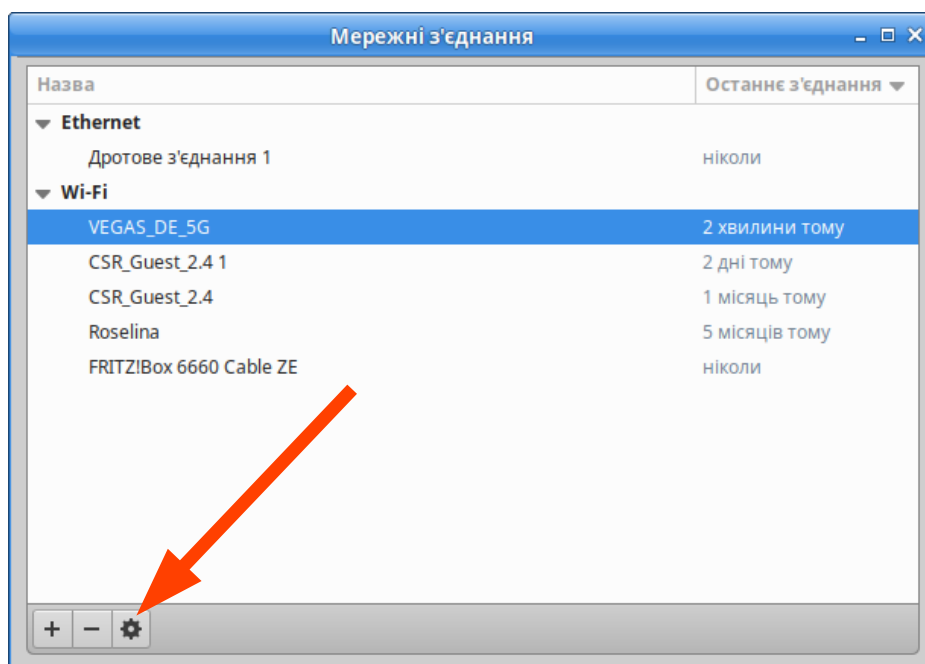 Мережні з'єднання
Назва Останнє з'єднання
Ethernet
Дротове з'єднання 1 ніколи
Wi-Fi
VEGAS_DE_5G 2 хвилини тому
CSR_Guest_2.4 1 2 дні тому
CSR_Guest_2.4 1 місяць тому
Roselina 5 місяців тому
FRITZ!Box 6660 Cable ZE ніколи